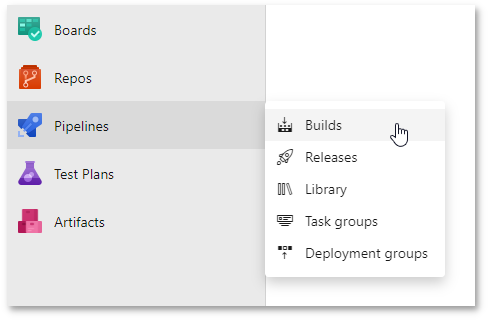 Boards
Repos
Pipelines
Test Plans
Artifacts
Builds
Releases
Library
Task groups
Deployment groups